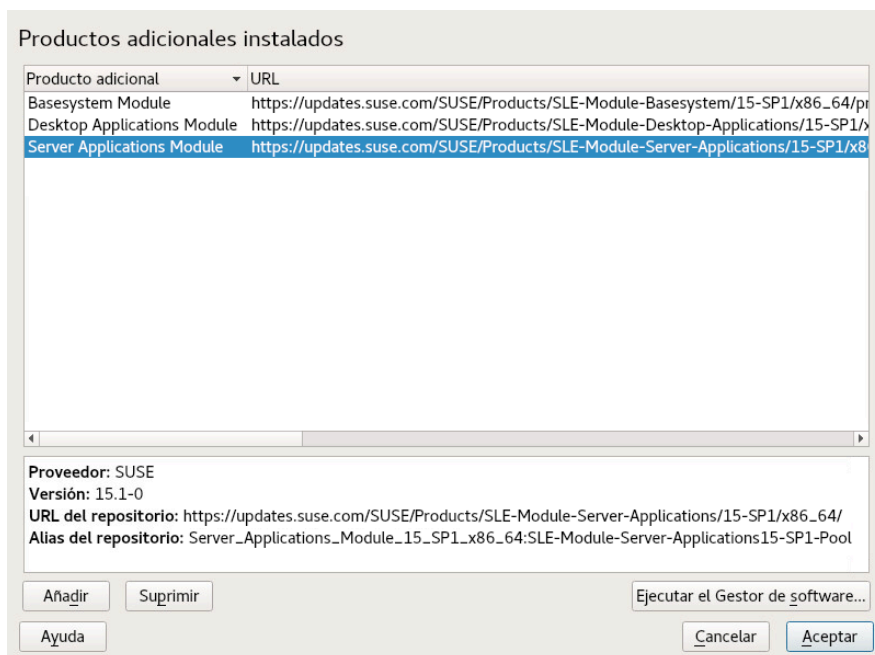 Productos adicionales instalados
Producto adicional URL
Basesystem Module https://updates.suse.com/SUSE/Products/SLE-Module-Basesystem/15-SP1/x86_64/pr
Desktop Applications Module https://updates.suse.com/SUSE/Products/SLE-Module-Desktop-Applications/15-SP1/x
Server Applications Module https://updates.suse.com/SUSE/Products/SLE-Module-Server-Applications/15-SP1/x8
Proveedor: SUSE
Versión: 15.1-0
URL del repositorio: https://updates.suse.com/SUSE/Products/SLE-Module-Server-Applications/15-SP1/x86_64/
Alias del repositorio: Server_Applications_Module_15_SP1_x86_64:SLE-Module-Server-Applications15-SP1-Pool
Añadir Suprimir Ejecutar el Gestor de software...
Ayuda Cancelar Aceptar